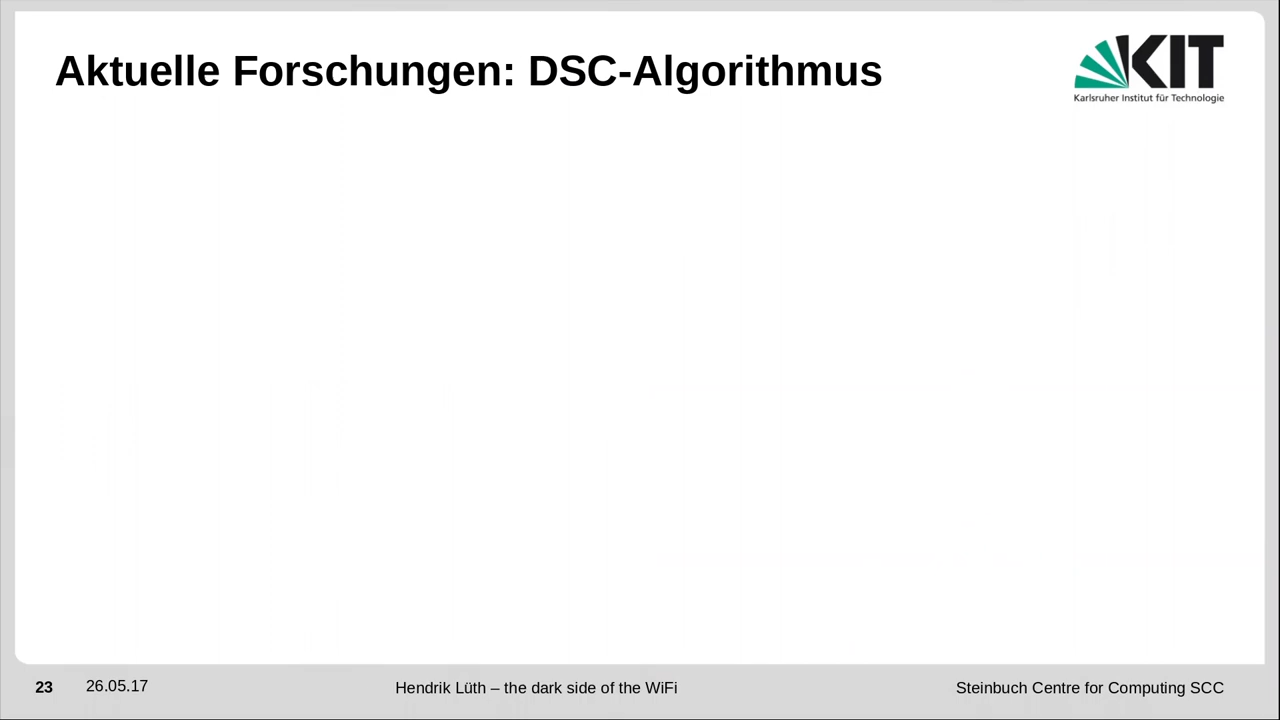 Aktuelle Forschungen: DSC-Algorithmus
KIT
Karlsruher Institut für Technologie
23
26.05.17
Hendrik Lüth – the dark side of the WiFi
Steinbuch Centre for Computing SCC